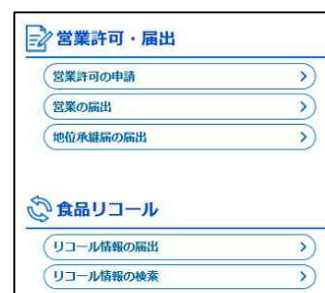 営業許可・届出
営業許可の申請
営業の届出
地位承継届の届出
食品リコール
リコール情報の届出
リコール情報の検索